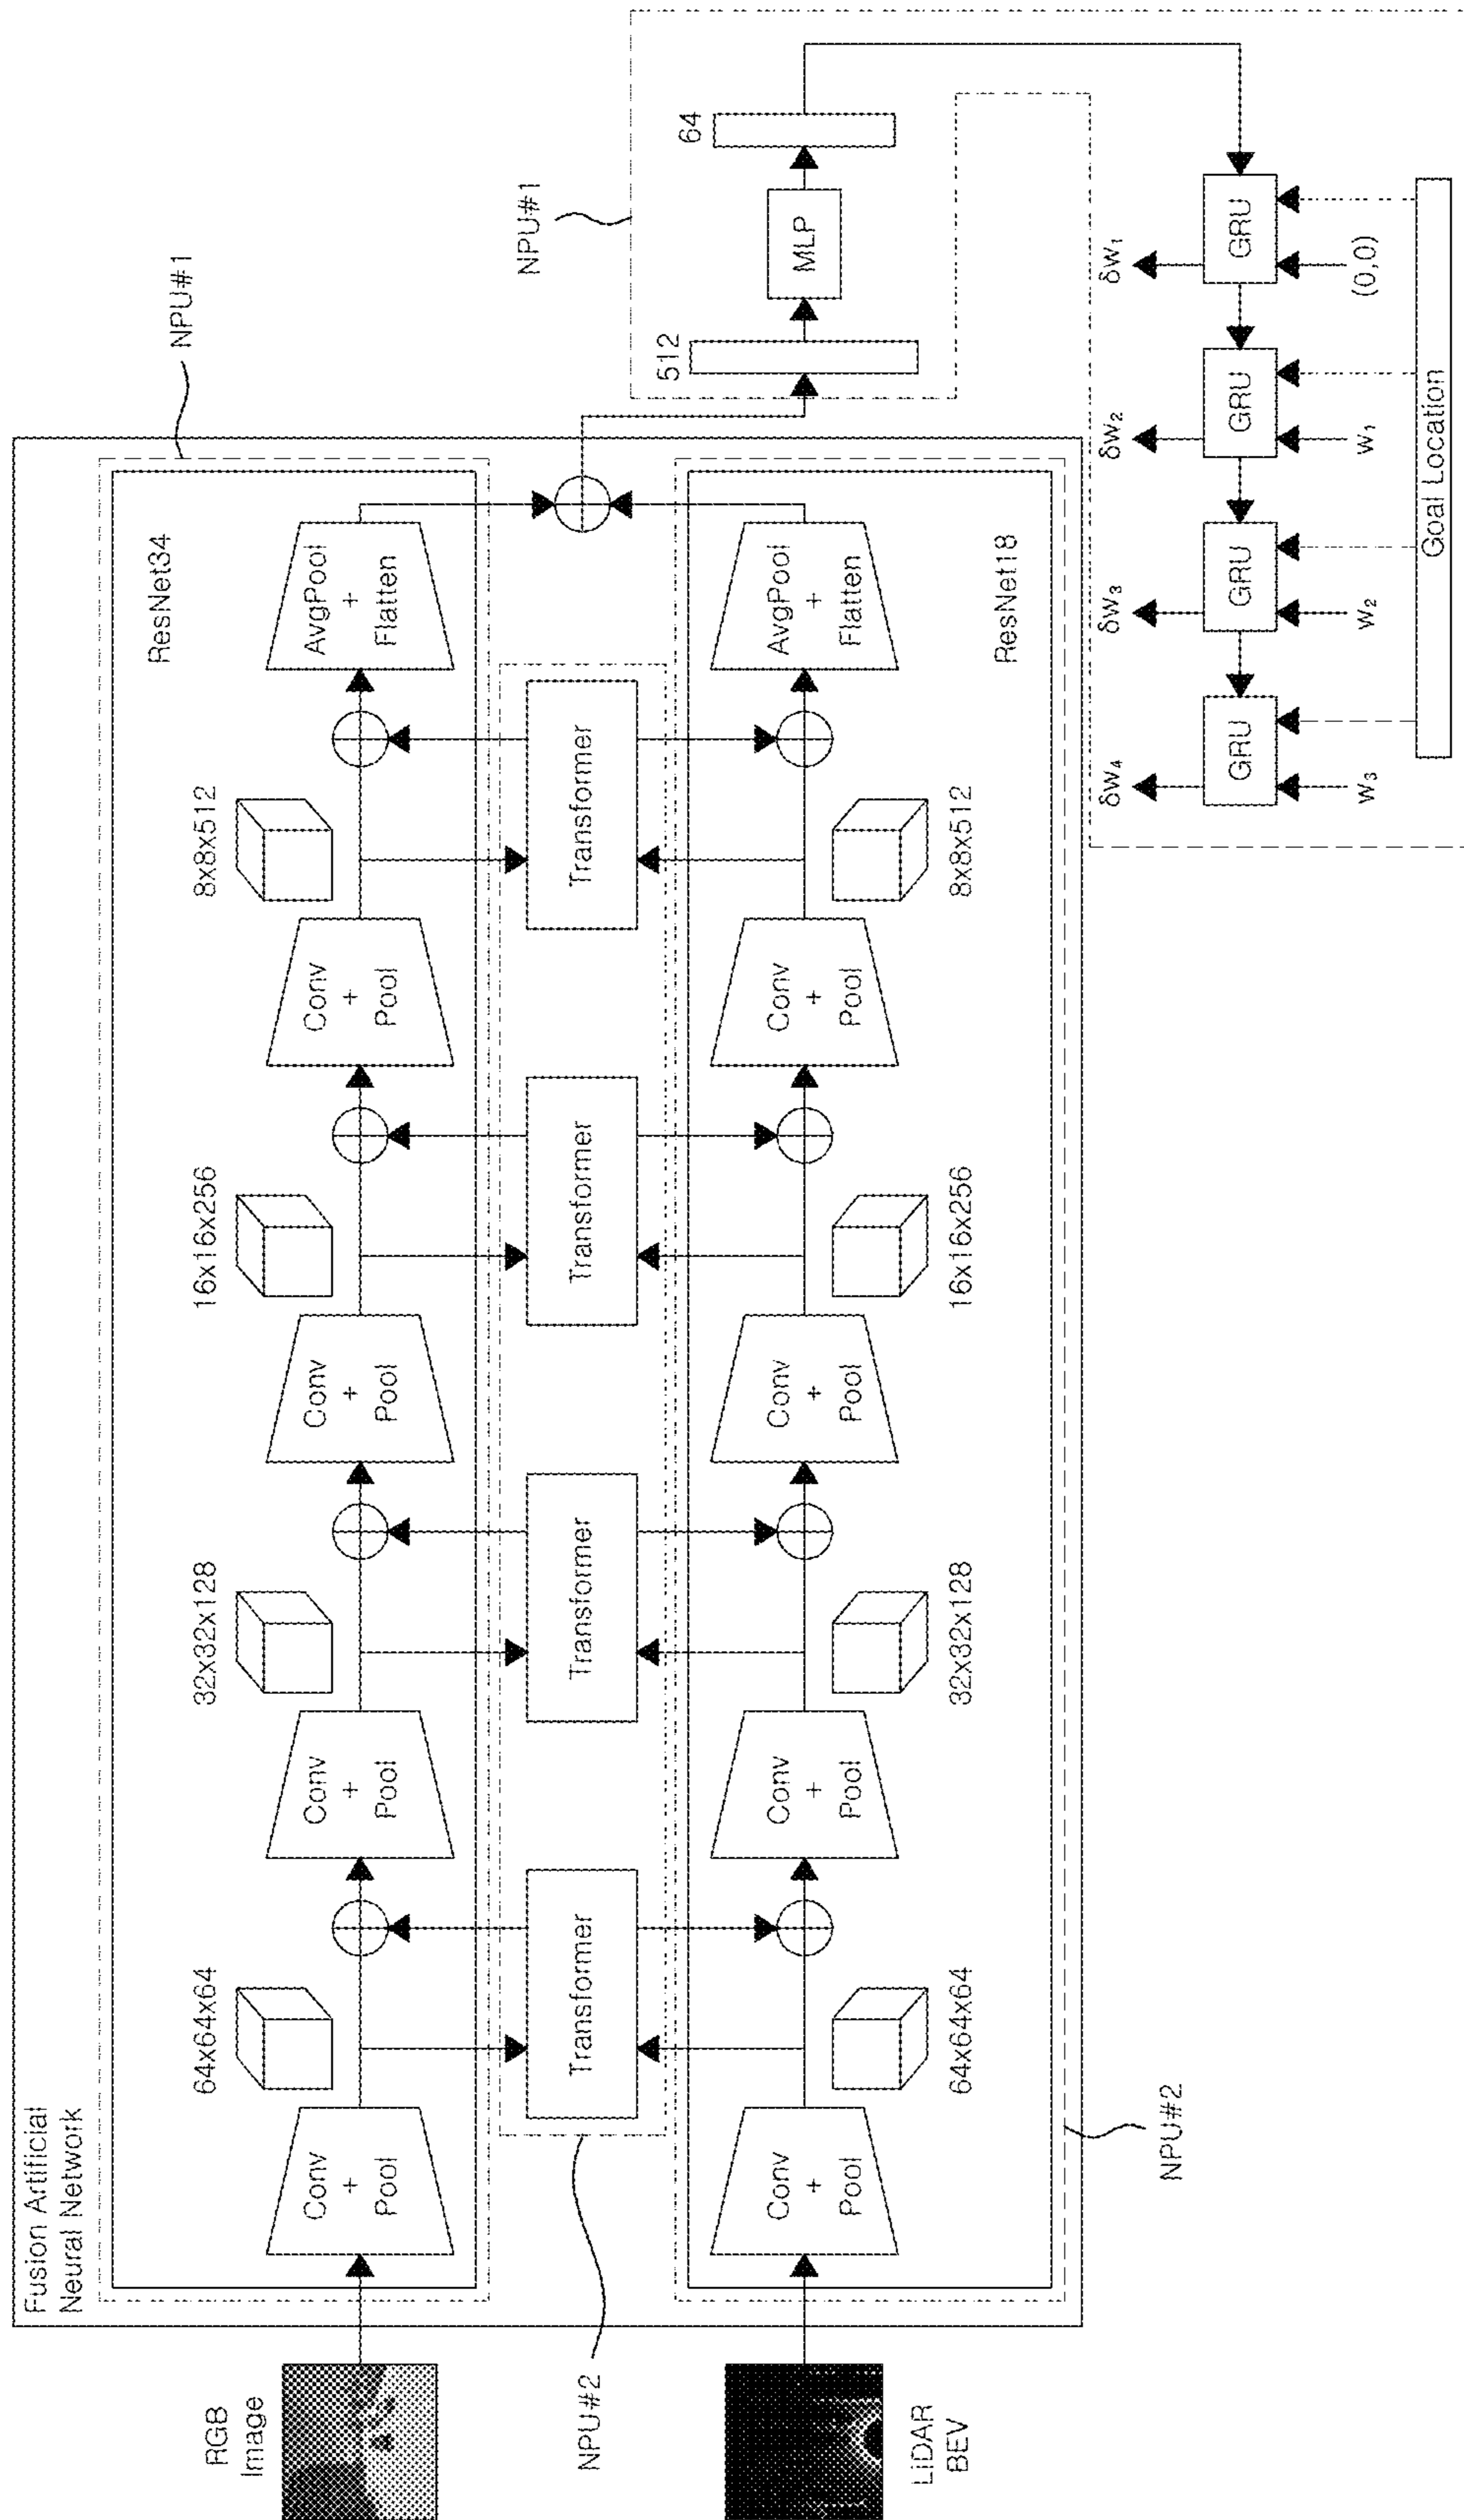 Fusion Artificial
Neural Network
NPU#1
ResNet34
RGB
Image
64x64x64
32x32x128
16x16x256
8x8x512
Conv
+
Pool
Conv
+
Pool
Conv
+
Pool
Conv
+
Pool
AvgPool
+
Flatten
NPU#2
Transformer
Transformer
Transformer
Transformer
LiDAR
BEV
Conv
+
Pool
Conv
+
Pool
Conv
+
Pool
Conv
+
Pool
AvgPool
+
Flatten
64x64x64
32x32x128
16x16x256
8x8x512
ResNet18
NPU#2
NPU#1
512
MLP
64
δw₄
δw₃
δw₂
δw₁
GRU
GRU
GRU
GRU
w₃
w₂
w₁
(0,0)
Goal Location